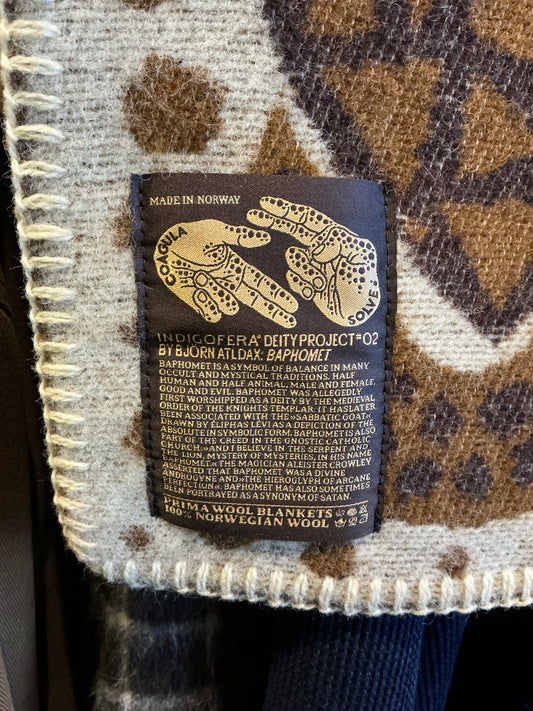 MADE IN NORWAY
COAGULA
SOLVE
INDIGOFERA® DEITY PROJECT #02
BY BJÖRN ATLDAX: BAPHOMET
BAPHOMET IS A SYMBOL OF BALANCE IN MANY
OCCULT AND MYSTICAL TRADITIONS. HALF
HUMAN AND HALF ANIMAL, MALE AND FEMALE,
GOOD AND EVIL. BAPHOMET WAS ALLEGEDLY
FIRST WORSHIPPED AS A DEITY BY THE MEDIEVAL
ORDER OF THE KNIGHTS TEMPLAR. IT HAS LATER
BEEN ASSOCIATED WITH THE »SABBATIC GOAT«
DRAWN BY ÉLIPHAS LÉVI AS A DEPICTION OF THE
ABSOLUTE IN SYMBOLIC FORM. BAPHOMET IS ALSO
PART OF THE CREED IN THE GNOSTIC CATHOLIC
CHURCH: »AND I BELIEVE IN THE SERPENT AND
THE LION, MYSTERY OF MYSTERIES, IN HIS NAME
BAPHOMET.« THE MAGICIAN ALEISTER CROWLEY
ASSERTED THAT BAPHOMET WAS A DIVINE
ANDROGYNE AND »THE HIEROGLYPH OF ARCANE
PERFECTION«. BAPHOMET HAS ALSO SOMETIMES
BEEN PORTRAYED AS A SYNONYM OF SATAN.
PRIMA WOOL BLANKETS
100% NORWEGIAN WOOL